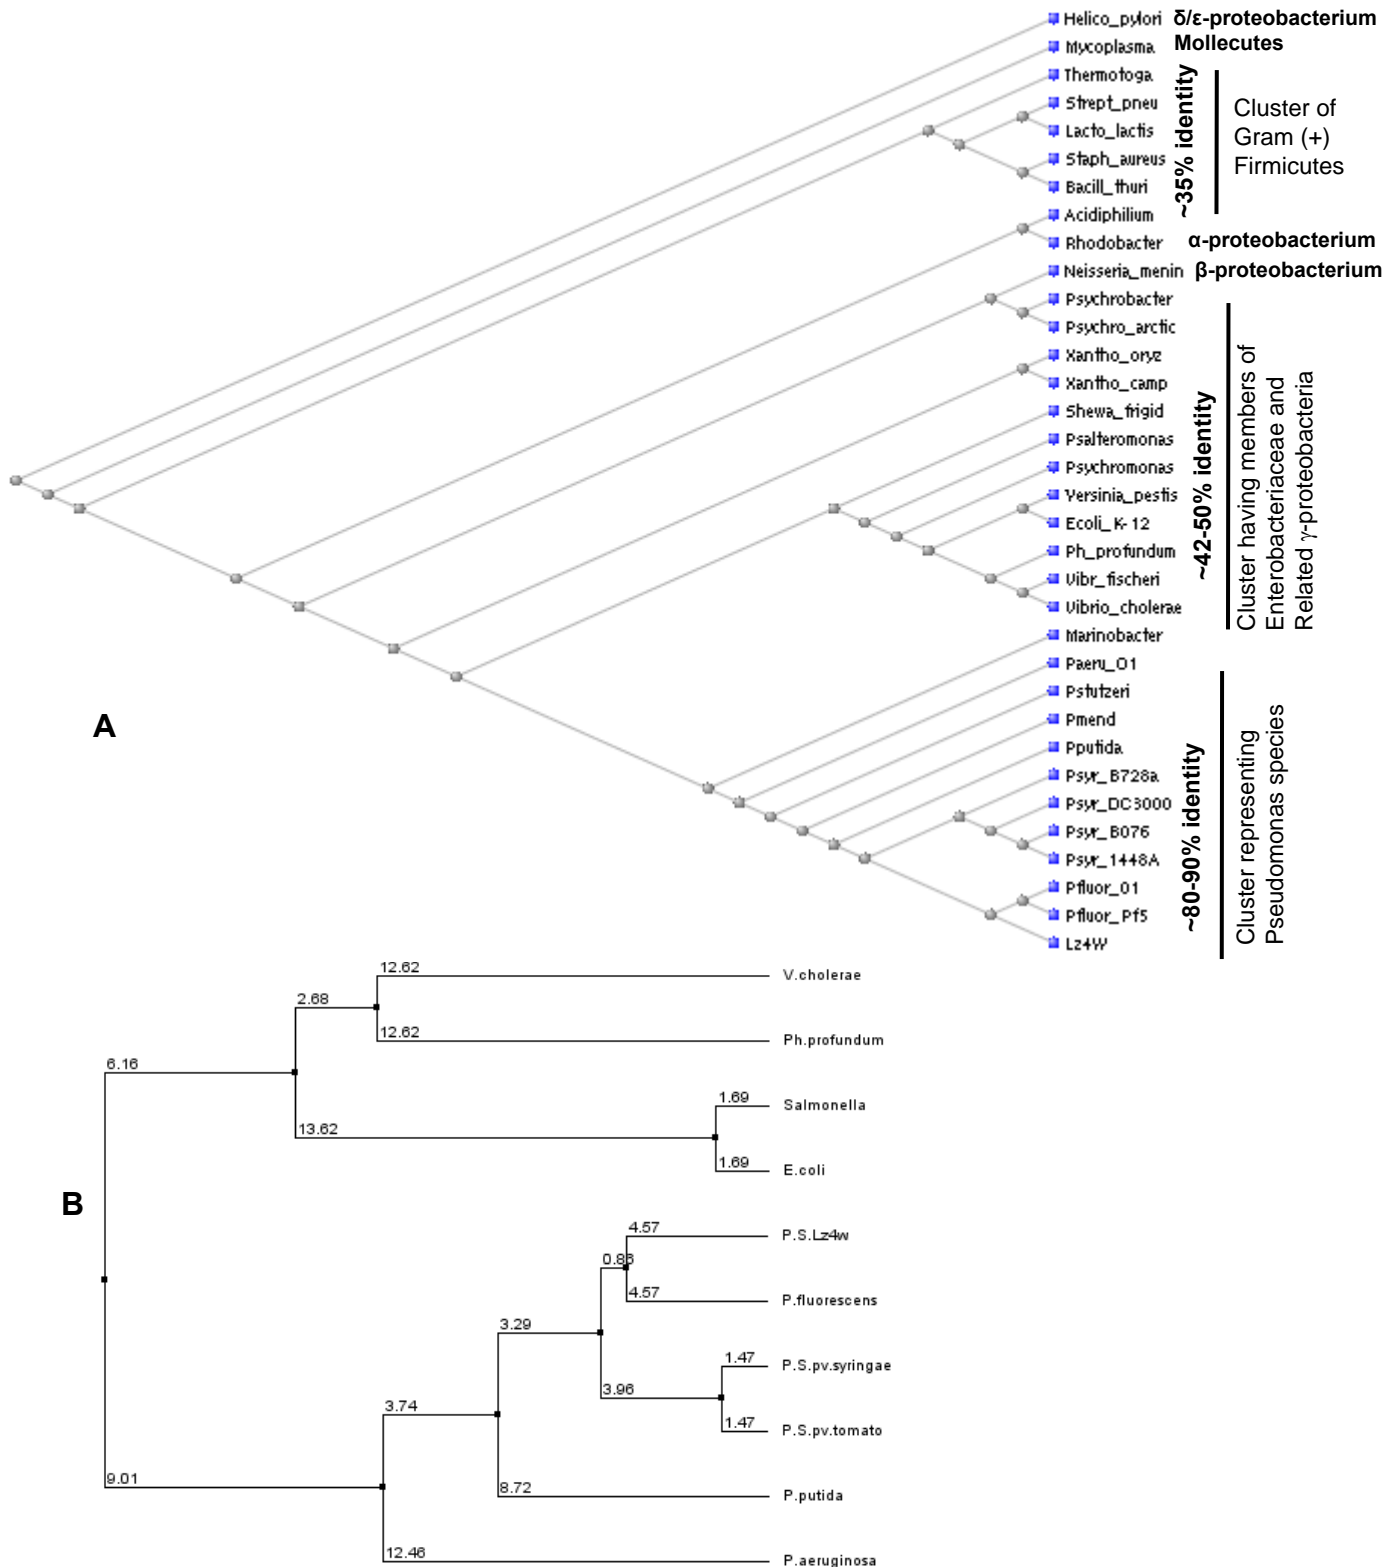 Helico_pylori δ/ε-proteobacterium
Mycoplasma Mollecutes
Thermotoga
Strept_pneu
Lacto_lactis
Staph_aureus
Bacill_thuri
~35% identity
Cluster of
Gram (+)
Firmicutes
Acidiphilium
Rhodobacter α-proteobacterium
Neisseria_menin β-proteobacterium
Psychrobacter
Psychro_arctic
Xantho_oryz
Xantho_camp
Shewa_frigid
Psalteromonas
Psychromonas
Yersinia_pestis
Ecoli_K-12
Ph_profundum
Vibr_fischeri
Vibrio_cholerae
~42-50% identity
Cluster having members of
Enterobacteriaceae and
Related γ-proteobacteria
Marinobacter
Paeru_O1
Pstutzeri
Pmend
Pputida
Psyr_B728a
Psyr_DC3000
Psyr_B076
Psyr_1448A
Pfluor_01
Pfluor_Pf5
Lz4W
~80-90% identity
Cluster representing
Pseudomonas species
A
12.62
V.cholerae
2.68
12.62
Ph.profundum
6.16
1.69
Salmonella
13.62
1.69
E.coli
B
4.57
P.S.Lz4w
0.86
4.57
P.fluorescens
3.29
1.47
P.S.pv.syringae
3.96
3.74
1.47
P.S.pv.tomato
9.01
8.72
P.putida
12.46
P.aeruginosa